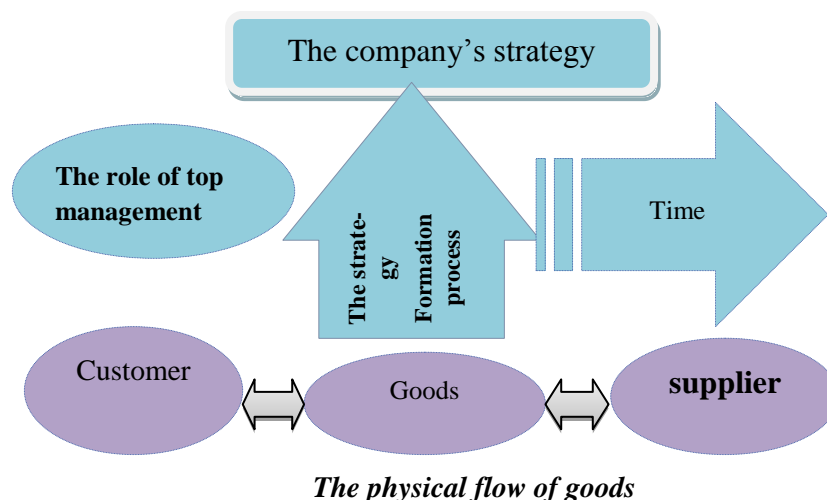 The company’s strategy
The role of top
management
The strate-
gy
Formation
process
Time
Customer
Goods
supplier
The physical flow of goods